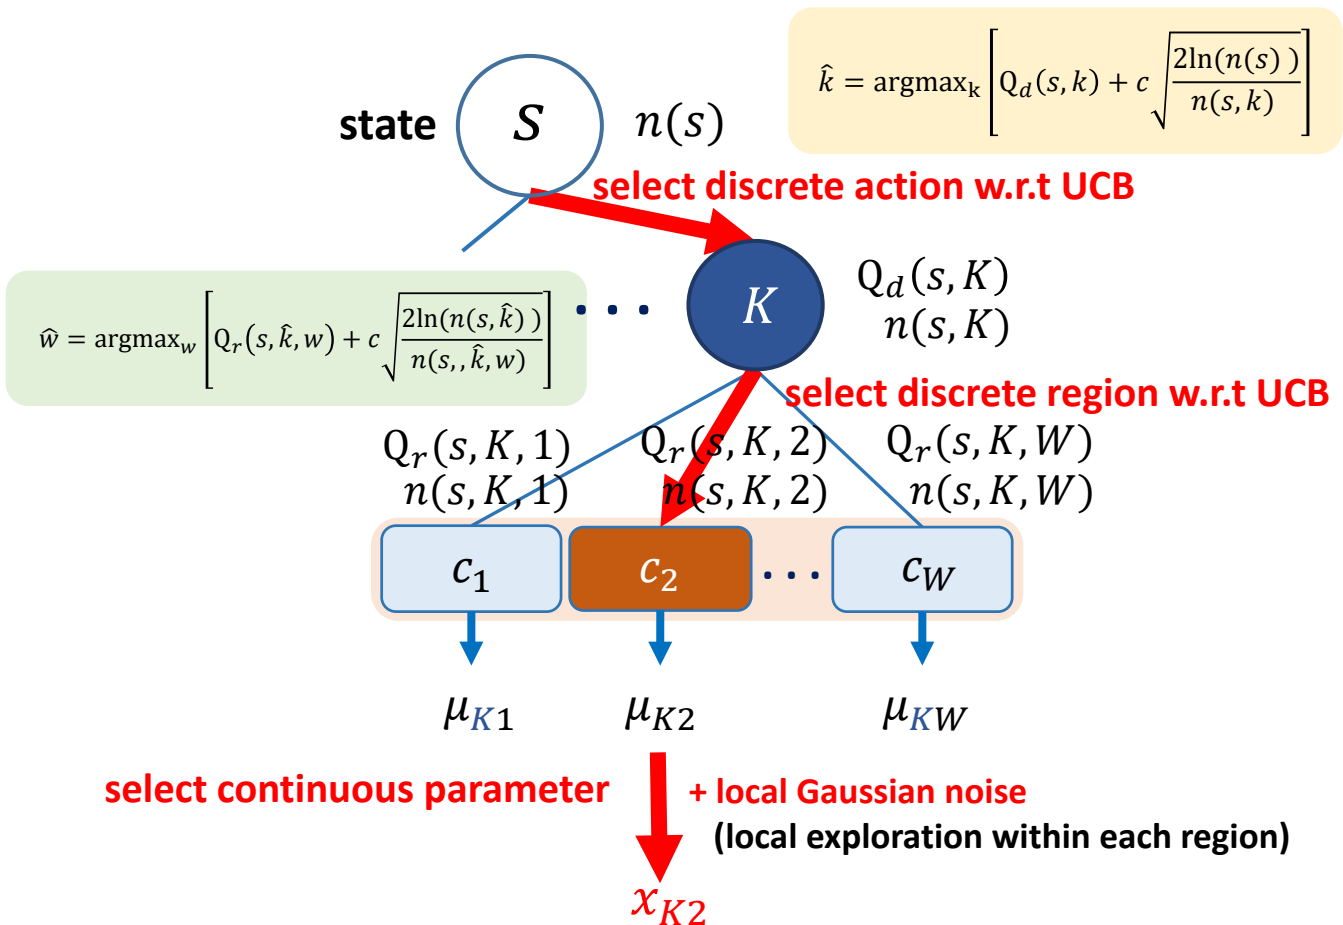 k̂ = argmax_k [Q_d(s, k) + c √(2ln(n(s) ) / n(s, k))]
state S n(s)
select discrete action w.r.t UCB
Q_d(s, K)
· · · K
n(s, K)
ŵ = argmax_w [Q_r(s, k̂, w) + c √(2ln(n(s, k̂) ) / n(s, , k̂, w))]
select discrete region w.r.t UCB
Q_r(s, K, 1) Q_r(s, K, 2) Q_r(s, K, W)
n(s, K, 1) n(s, K, 2) n(s, K, W)
c_1 c_2 · · · c_W
μ_K1 μ_K2 μ_KW
select continuous parameter + local Gaussian noise
(local exploration within each region)
x_K2